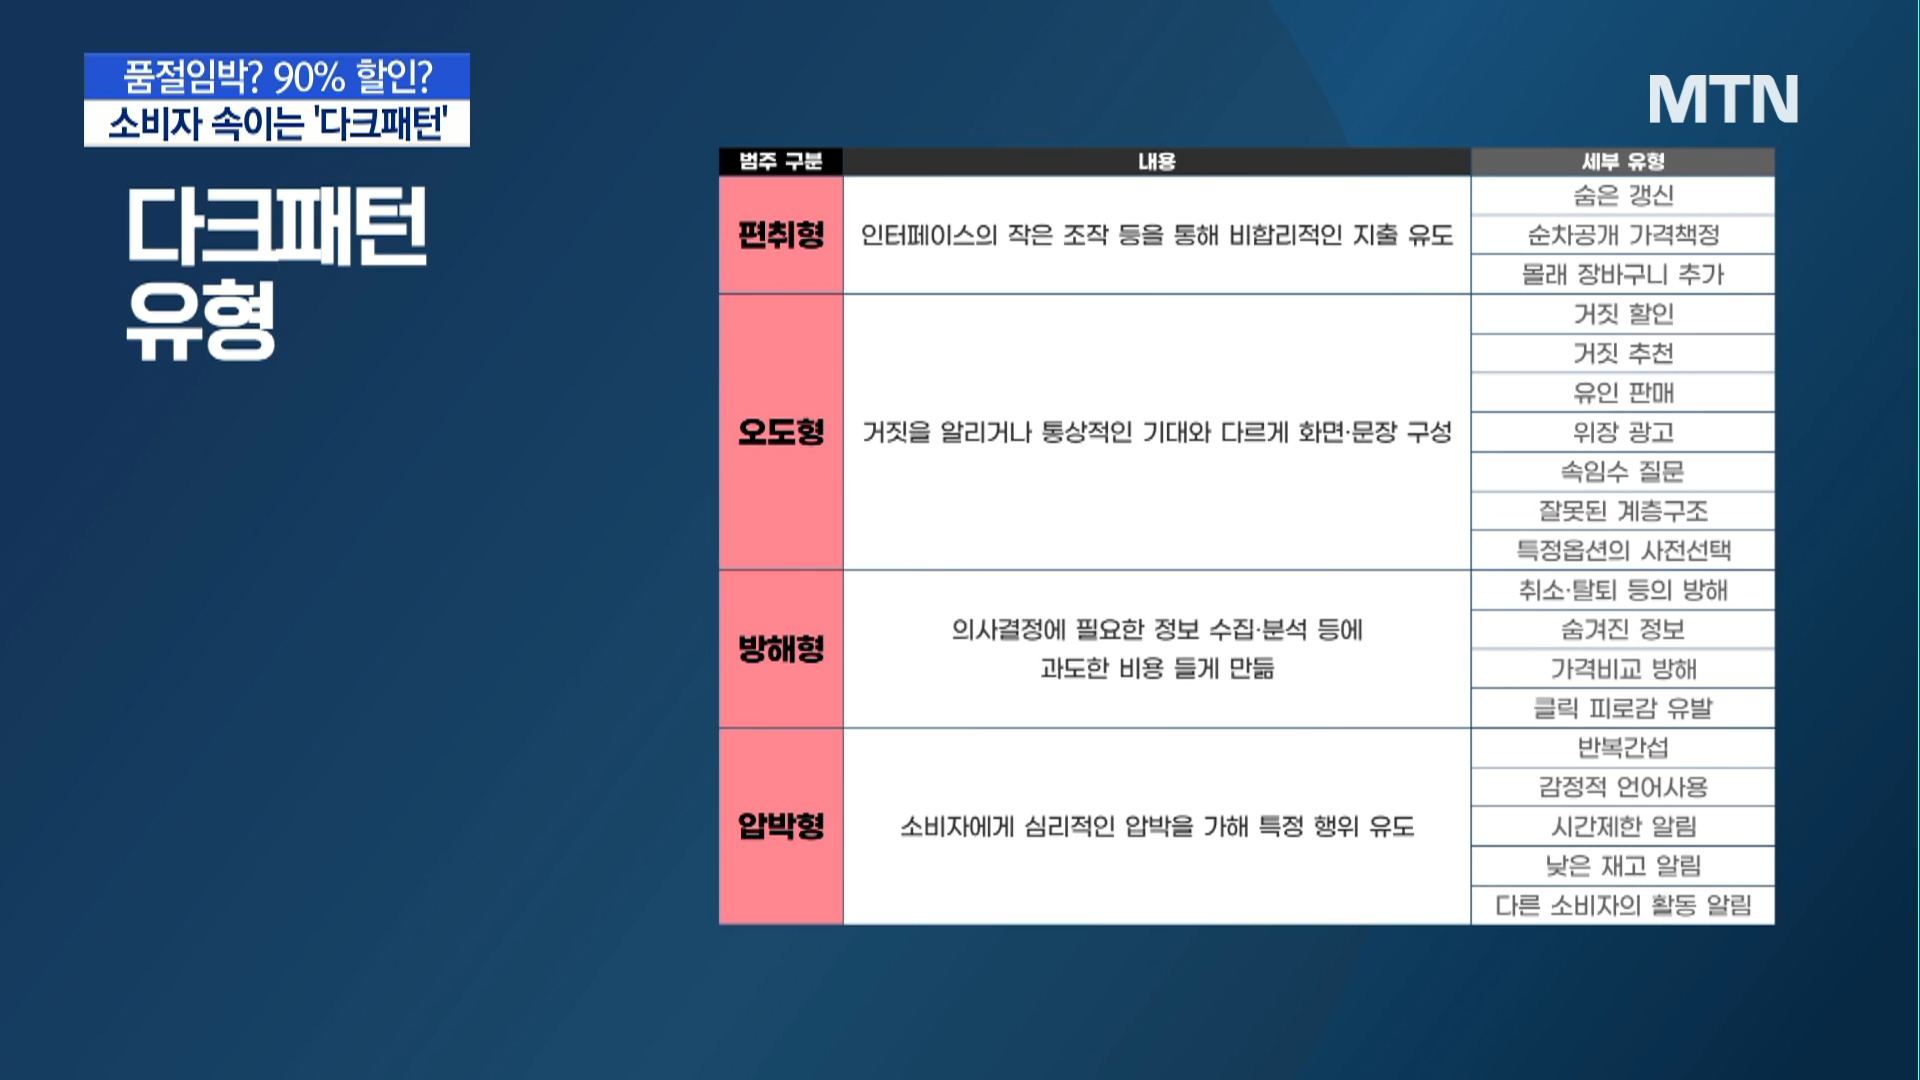 품절임박? 90% 할인?
소비자 속이는 '다크패턴'
MTN
다크패턴
유형
범주 구분 내용 세부 유형
편취형 인터페이스의 작은 조작 등을 통해 비합리적인 지출 유도
숨은 갱신
순차공개 가격책정
몰래 장바구니 추가
오도형 거짓을 알리거나 통상적인 기대와 다르게 화면·문장 구성
거짓 할인
거짓 추천
유인 판매
위장 광고
속임수 질문
잘못된 계층구조
특정옵션의 사전선택
방해형 의사결정에 필요한 정보 수집·분석 등에
과도한 비용 들게 만듦
취소·탈퇴 등의 방해
숨겨진 정보
가격비교 방해
클릭 피로감 유발
압박형 소비자에게 심리적인 압박을 가해 특정 행위 유도
반복간섭
감정적 언어사용
시간제한 알림
낮은 재고 알림
다른 소비자의 활동 알림